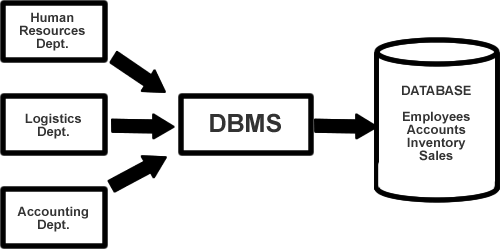 Human
Resources
Dept.
Logistics
Dept.
Accounting
Dept.
DBMS
DATABASE
Employees
Accounts
Inventory
Sales